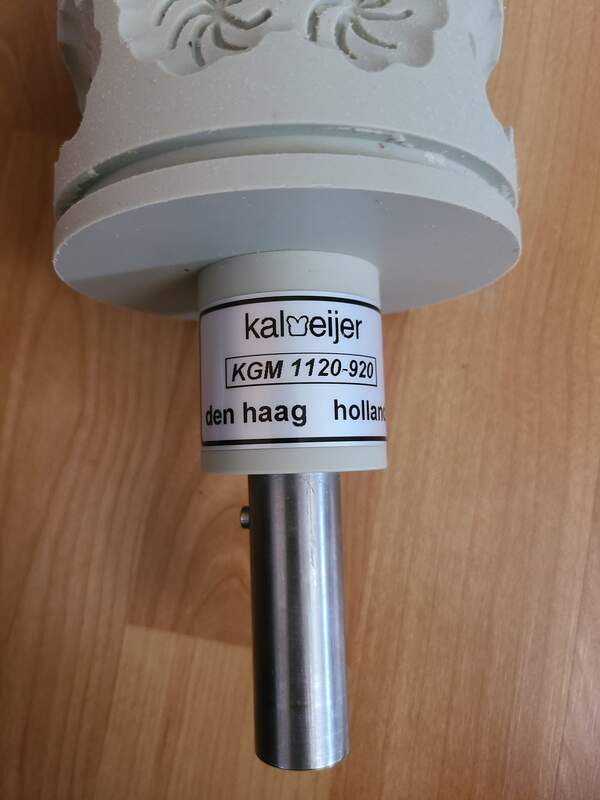 kalmeijer
KGM 1120-920
den haag holland